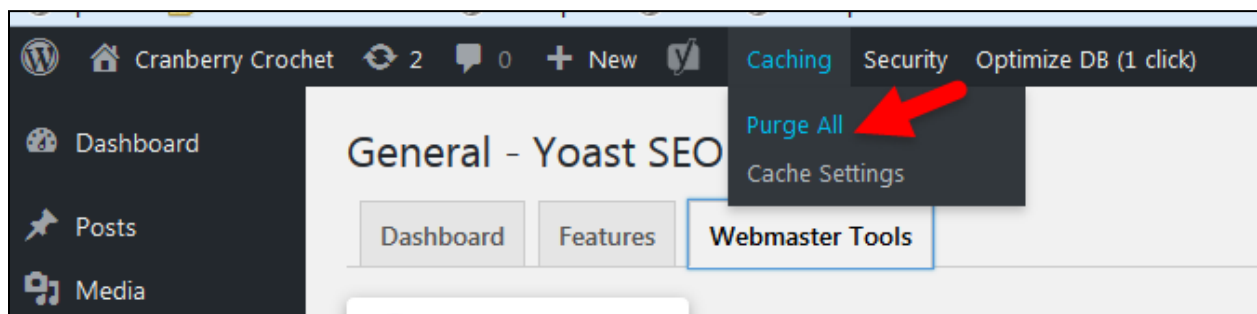 Cranberry Crochet 2 0 + New Caching Security Optimize DB (1 click)
Purge All
Cache Settings
Dashboard
Posts
Media
General - Yoast SEO
Dashboard Features Webmaster Tools